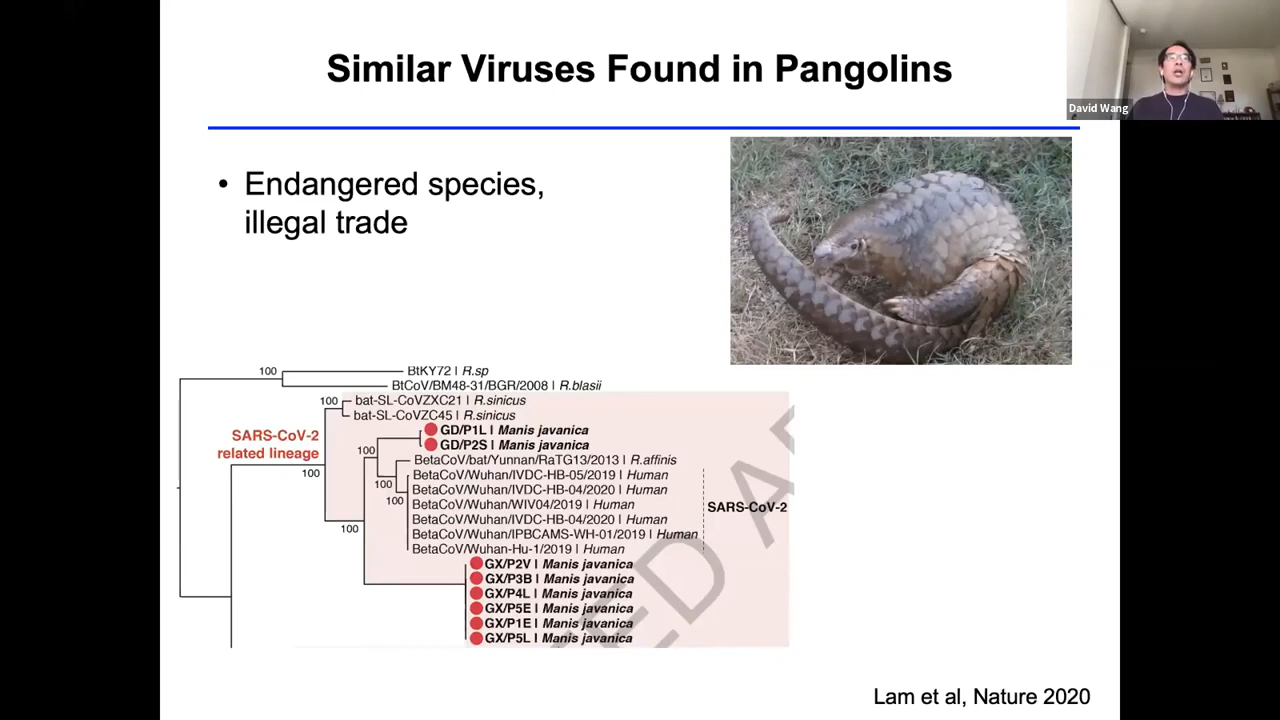 Similar Viruses Found in Pangolins
David Wang
• Endangered species,
illegal trade
100
BtKY72 | R.sp
BtCoV/BM48-31/BGR/2008 | R.blasii
100
bat-SL-CoVZXC21 | R.sinicus
bat-SL-CoVZC45 | R.sinicus
SARS-CoV-2
related lineage
100
100
GD/P1L | Manis javanica
GD/P2S | Manis javanica
BetaCoV/bat/Yunnan/RaTG13/2013 | R.affinis
100
BetaCoV/Wuhan/IVDC-HB-05/2019 | Human
BetaCoV/Wuhan/IVDC-HB-04/2020 | Human
100
BetaCoV/Wuhan/WIV04/2019 | Human
SARS-CoV-2
BetaCoV/Wuhan/IVDC-HB-04/2020 | Human
100
BetaCoV/Wuhan/IPBCAMS-WH-01/2019 | Human
BetaCoV/Wuhan-Hu-1/2019 | Human
GX/P2V | Manis javanica
GX/P3B | Manis javanica
GX/P4L | Manis javanica
GX/P5E | Manis javanica
GX/P1E | Manis javanica
GX/P5L | Manis javanica
Lam et al, Nature 2020